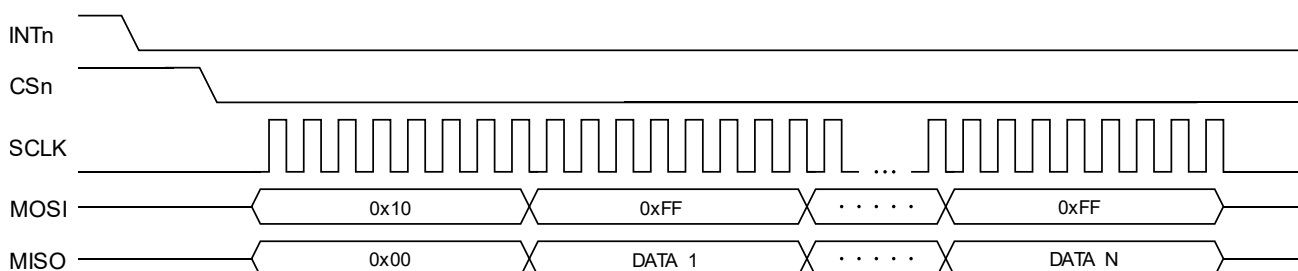 INTn
CSn
SCLK ...
MOSI 0x10 0xFF . . . . . 0xFF
MISO 0x00 DATA 1 . . . . . DATA N